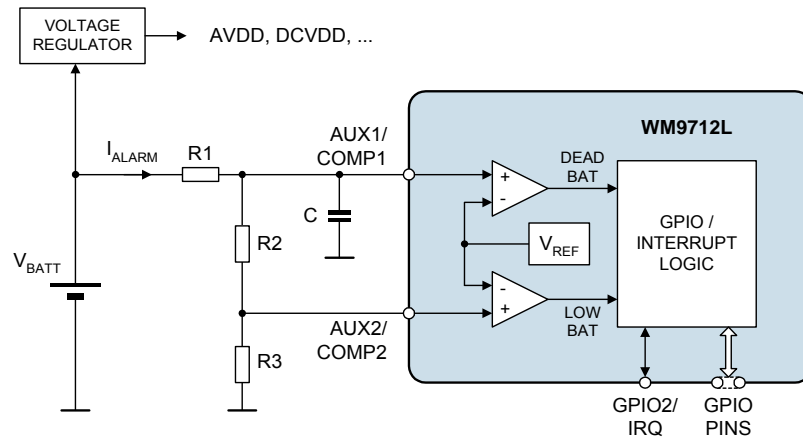 VOLTAGE
REGULATOR
AVDD, DCVDD, ...
WM9712L
AUX1/
COMP1
I_ALARM
R1
DEAD
BAT
+
-
C
R2
V_REF
GPIO /
INTERRUPT
LOGIC
V_BATT
-
+
LOW
BAT
AUX2/
COMP2
R3
GPIO2/
IRQ
GPIO
PINS